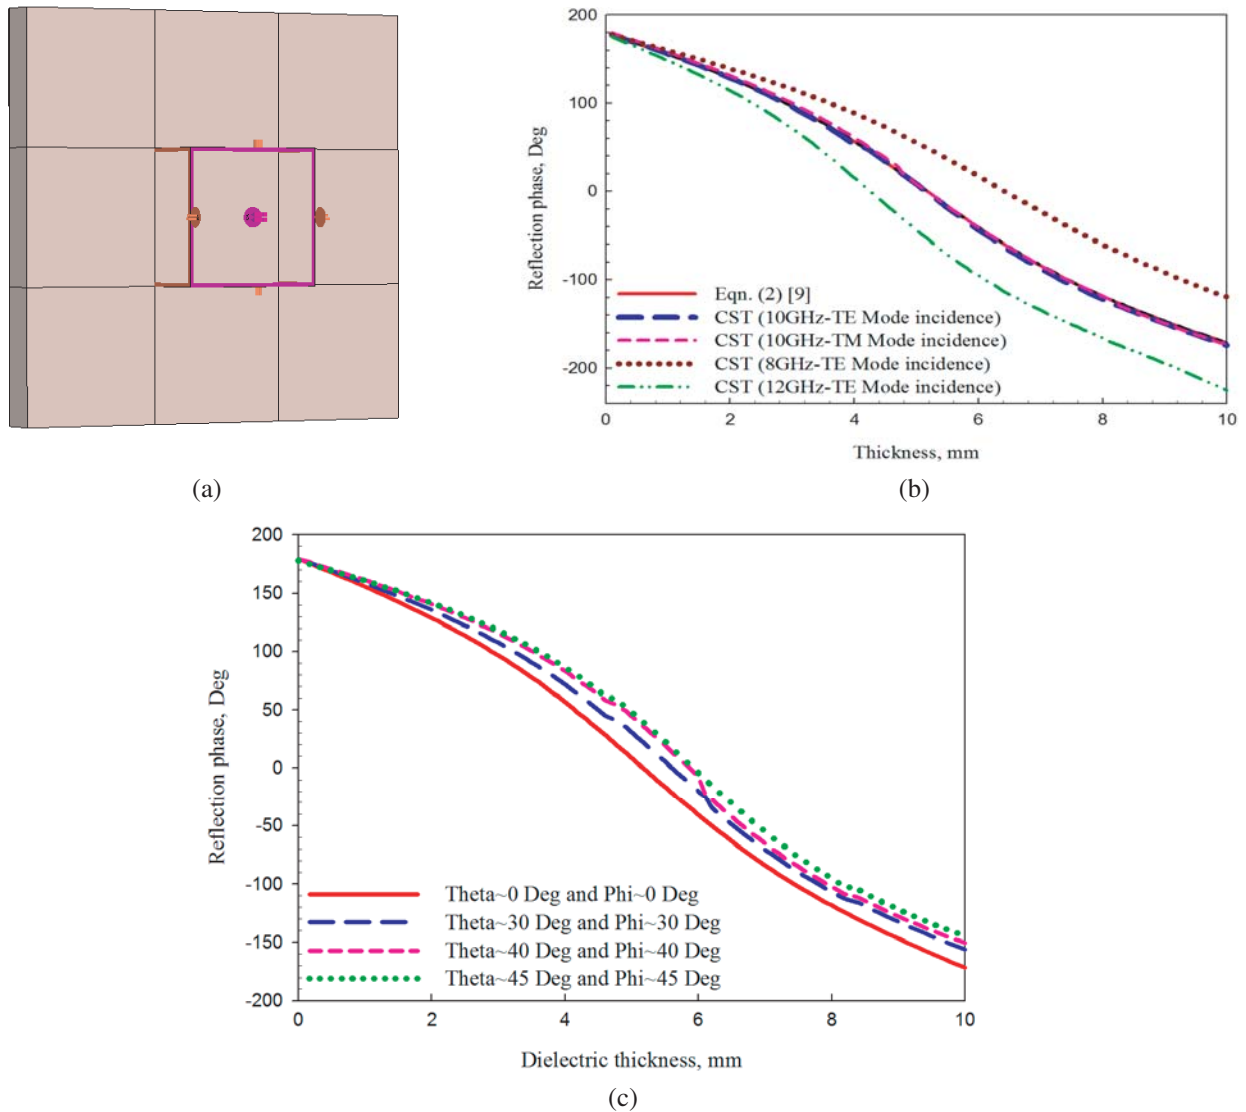 200
100
0
-100
-200
Reflection phase, Deg
Eqn. (2) [9]
CST (10GHz-TE Mode incidence)
CST (10GHz-TM Mode incidence)
CST (8GHz-TE Mode incidence)
CST (12GHz-TE Mode incidence)
0 2 4 6 8 10
Thickness, mm
(a)
(b)
200
150
100
50
0
-50
-100
-150
-200
Reflection phase, Deg
Theta~0 Deg and Phi~0 Deg
Theta~30 Deg and Phi~30 Deg
Theta~40 Deg and Phi~40 Deg
Theta~45 Deg and Phi~45 Deg
0 2 4 6 8 10
Dielectric thickness, mm
(c)